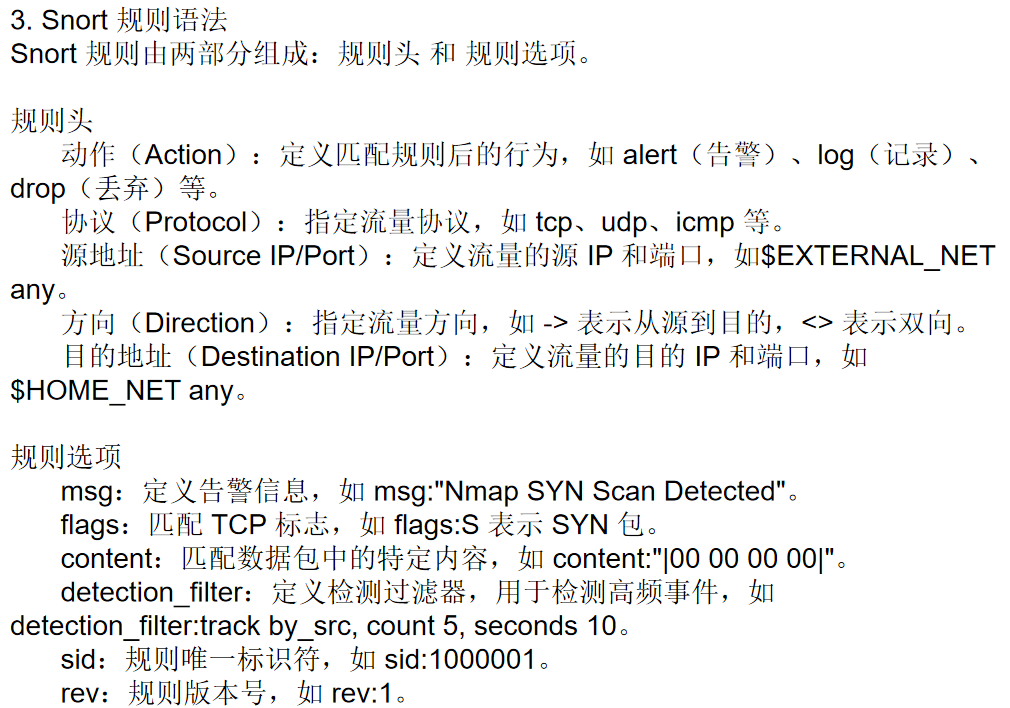 3. Snort 规则语法
Snort 规则由两部分组成：规则头 和 规则选项。
规则头
动作（Action）：定义匹配规则后的行为，如 alert（告警）、log（记录）、
drop（丢弃）等。
协议（Protocol）：指定流量协议，如 tcp、udp、icmp 等。
源地址（Source IP/Port）：定义流量的源 IP 和端口，如$EXTERNAL_NET
any。
方向（Direction）：指定流量方向，如 -> 表示从源到目的，<> 表示双向。
目的地址（Destination IP/Port）：定义流量的目的 IP 和端口，如
$HOME_NET any。
规则选项
msg：定义告警信息，如 msg:"Nmap SYN Scan Detected"。
flags：匹配 TCP 标志，如 flags:S 表示 SYN 包。
content：匹配数据包中的特定内容，如 content:"|00 00 00 00|"。
detection_filter：定义检测过滤器，用于检测高频事件，如
detection_filter:track by_src, count 5, seconds 10。
sid：规则唯一标识符，如 sid:1000001。
rev：规则版本号，如 rev:1。